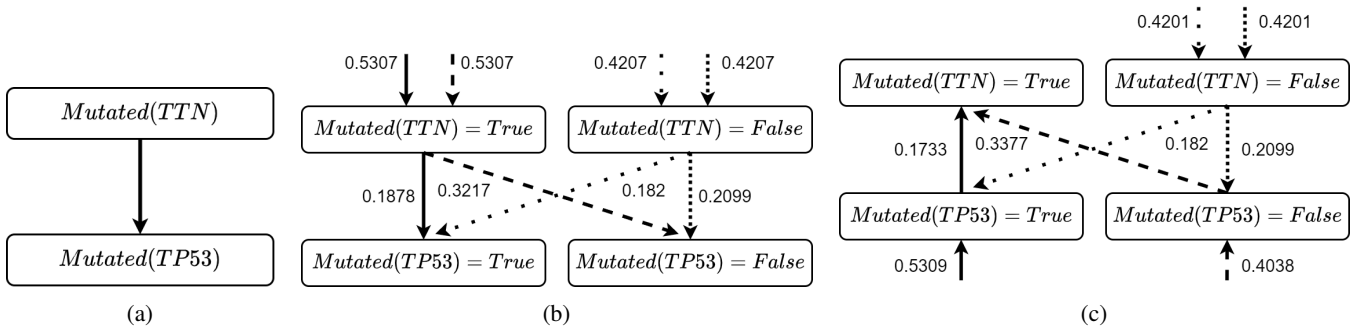 Mutated(TTN)
Mutated(TP53)
(a)
0.5307
0.5307
0.4207
0.4207
Mutated(TTN) = True
Mutated(TTN) = False
0.1878
0.3217
0.182
0.2099
Mutated(TP53) = True
Mutated(TP53) = False
(b)
0.4201
0.4201
Mutated(TTN) = True
Mutated(TTN) = False
0.1733
0.3377
0.182
0.2099
Mutated(TP53) = True
Mutated(TP53) = False
0.5309
0.4038
(c)